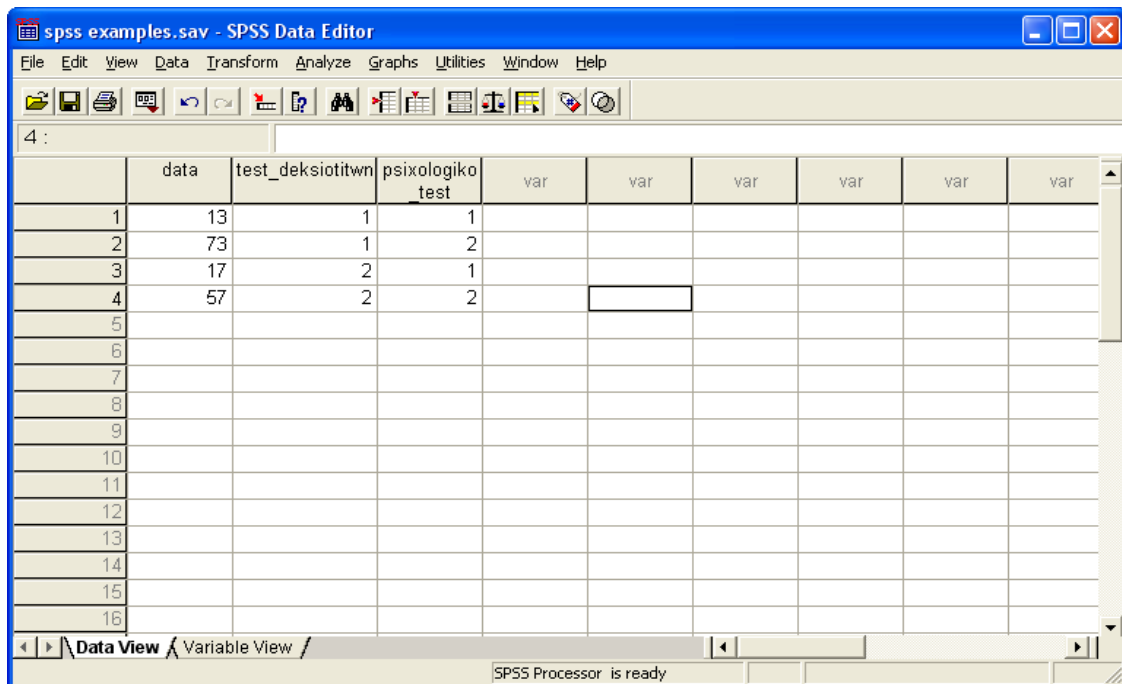 spss examples.sav - SPSS Data Editor
File Edit View Data Transform Analyze Graphs Utilities Window Help
4 :
data test_deksiotitwn psixologiko_test var var var var var var
1 13 1 1
2 73 1 2
3 17 2 1
4 57 2 2
5
6
7
8
9
10
11
12
13
14
15
16
Data View Variable View
SPSS Processor is ready